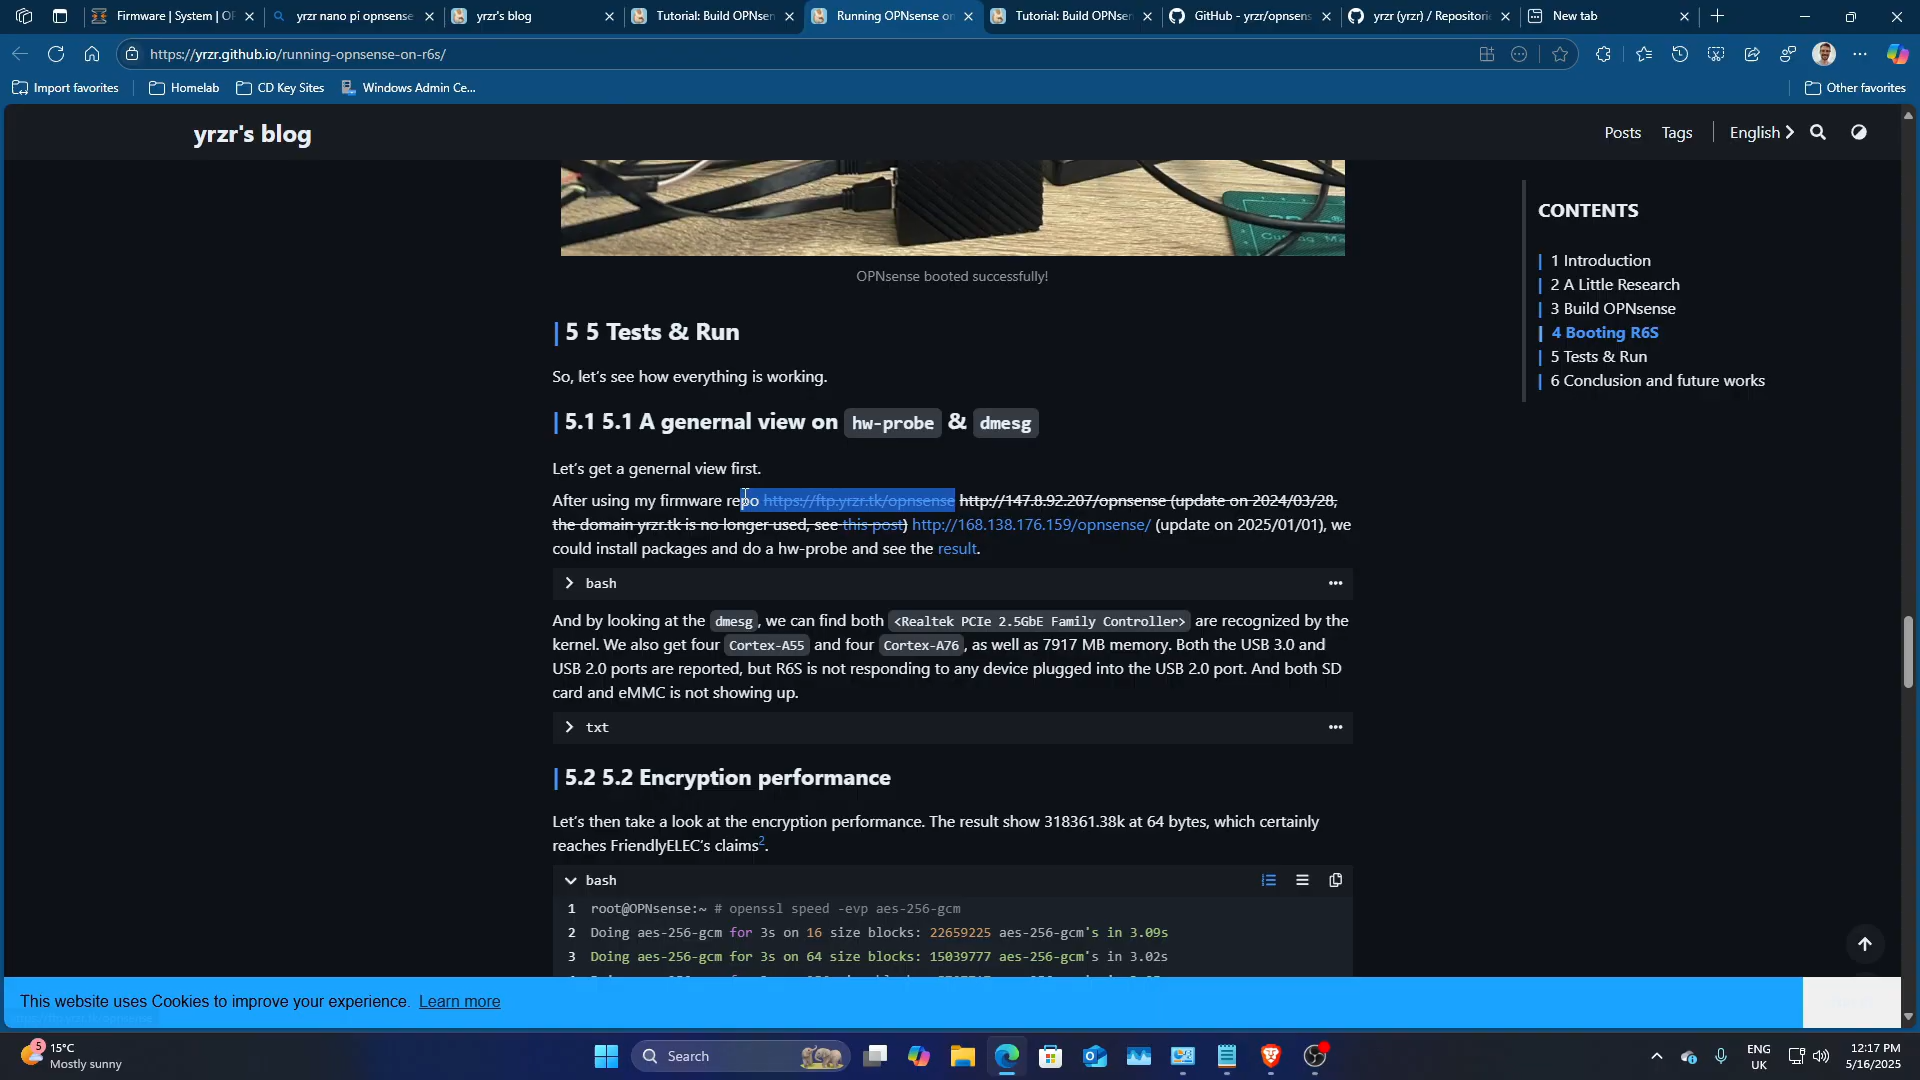 Firmware | System | OP
yrzr nano pi opnsense
yrzr's blog
Tutorial: Build OPNsen
Running OPNsense on
Tutorial: Build OPNsen
GitHub - yrzr/opnsens
yrzr (yrzr) / Repositori
New tab
https://yrzr.github.io/running-opnsense-on-r6s/
Import favorites
Homelab
CD Key Sites
Windows Admin Ce...
Other favorites
yrzr's blog
Posts
Tags
English
OPNsense booted successfully!
CONTENTS
1 Introduction
2 A Little Research
3 Build OPNsense
4 Booting R6S
5 Tests & Run
6 Conclusion and future works
5 5 Tests & Run
So, let's see how everything is working.
5.1 5.1 A genernal view on hw-probe & dmesg
Let's get a genernal view first.
After using my firmware repo https://ftp.yrzr.tk/opnsense http://147.8.92.207/opnsense (update on 2024/03/28,
the domain yrzr.tk is no longer used, see this post) http://168.138.176.159/opnsense/ (update on 2025/01/01), we
could install packages and do a hw-probe and see the result.
bash
And by looking at the dmesg, we can find both <Realtek PCIe 2.5GbE Family Controller> are recognized by the
kernel. We also get four Cortex-A55 and four Cortex-A76, as well as 7917 MB memory. Both the USB 3.0 and
USB 2.0 ports are reported, but R6S is not responding to any device plugged into the USB 2.0 port. And both SD
card and eMMC is not showing up.
txt
5.2 5.2 Encryption performance
Let's then take a look at the encryption performance. The result show 318361.38k at 64 bytes, which certainly
reaches FriendlyELEC's claims2.
bash
1 root@OPNsense:~ # openssl speed -evp aes-256-gcm
2 Doing aes-256-gcm for 3s on 16 size blocks: 22659225 aes-256-gcm's in 3.09s
3 Doing aes-256-gcm for 3s on 64 size blocks: 15039777 aes-256-gcm's in 3.02s
This website uses Cookies to improve your experience. Learn more
5
15°C
Mostly sunny
Search
ENG
UK
12:17 PM
5/16/2025